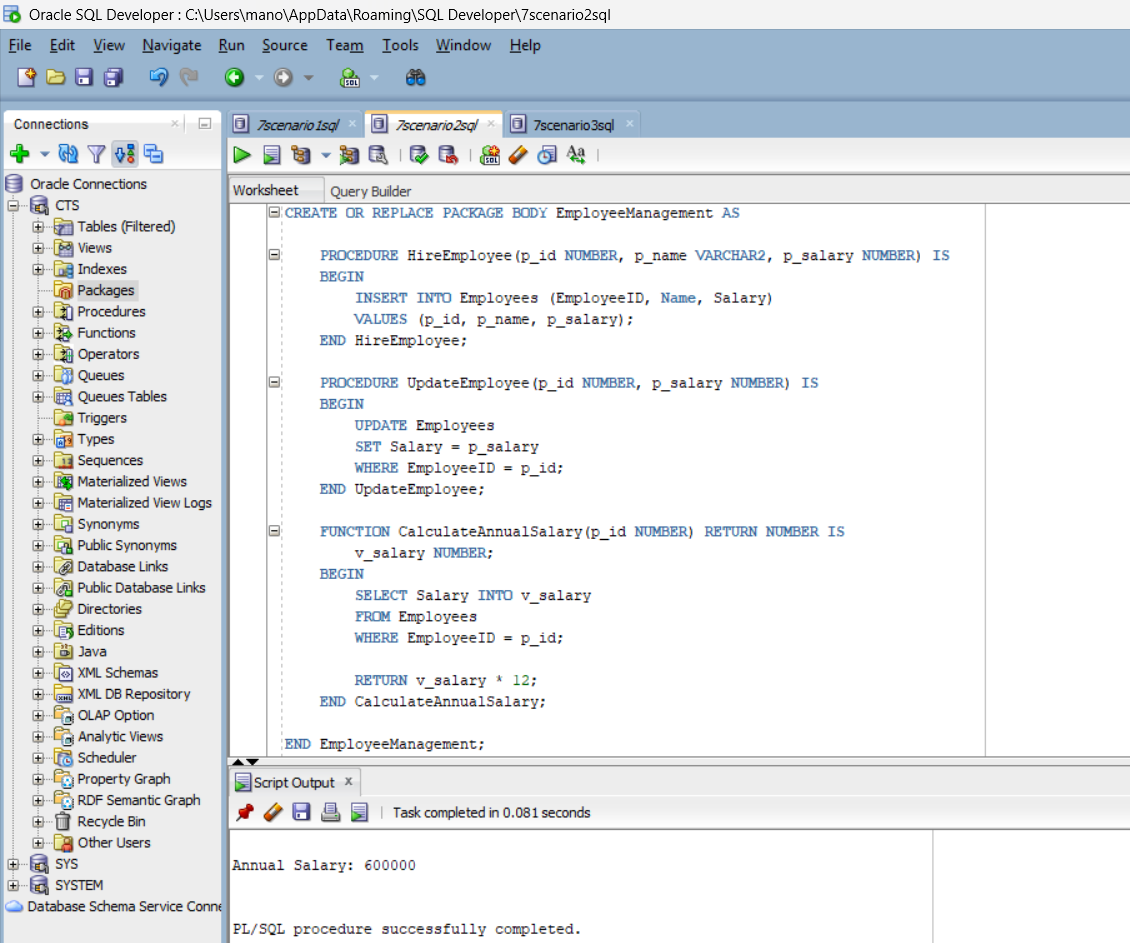 Oracle SQL Developer : C:\Users\mano\AppData\Roaming\SQL Developer\7scenario2sql
File Edit View Navigate Run Source Team Tools Window Help
Connections
Oracle Connections
CTS
Tables (Filtered)
Views
Indexes
Packages
Procedures
Functions
Operators
Queues
Queues Tables
Triggers
Types
Sequences
Materialized Views
Materialized View Logs
Synonyms
Public Synonyms
Database Links
Public Database Links
Directories
Editions
Java
XML Schemas
XML DB Repository
OLAP Option
Analytic Views
Scheduler
Property Graph
RDF Semantic Graph
Recycle Bin
Other Users
SYS
SYSTEM
Database Schema Service Conne
7scenario1sql 7scenario2sql 7scenario3sql
Worksheet Query Builder
CREATE OR REPLACE PACKAGE BODY EmployeeManagement AS
PROCEDURE HireEmployee(p_id NUMBER, p_name VARCHAR2, p_salary NUMBER) IS
BEGIN
INSERT INTO Employees (EmployeeID, Name, Salary)
VALUES (p_id, p_name, p_salary);
END HireEmployee;
PROCEDURE UpdateEmployee(p_id NUMBER, p_salary NUMBER) IS
BEGIN
UPDATE Employees
SET Salary = p_salary
WHERE EmployeeID = p_id;
END UpdateEmployee;
FUNCTION CalculateAnnualSalary(p_id NUMBER) RETURN NUMBER IS
v_salary NUMBER;
BEGIN
SELECT Salary INTO v_salary
FROM Employees
WHERE EmployeeID = p_id;
RETURN v_salary * 12;
END CalculateAnnualSalary;
END EmployeeManagement;
Script Output
Task completed in 0.081 seconds
Annual Salary: 600000
PL/SQL procedure successfully completed.